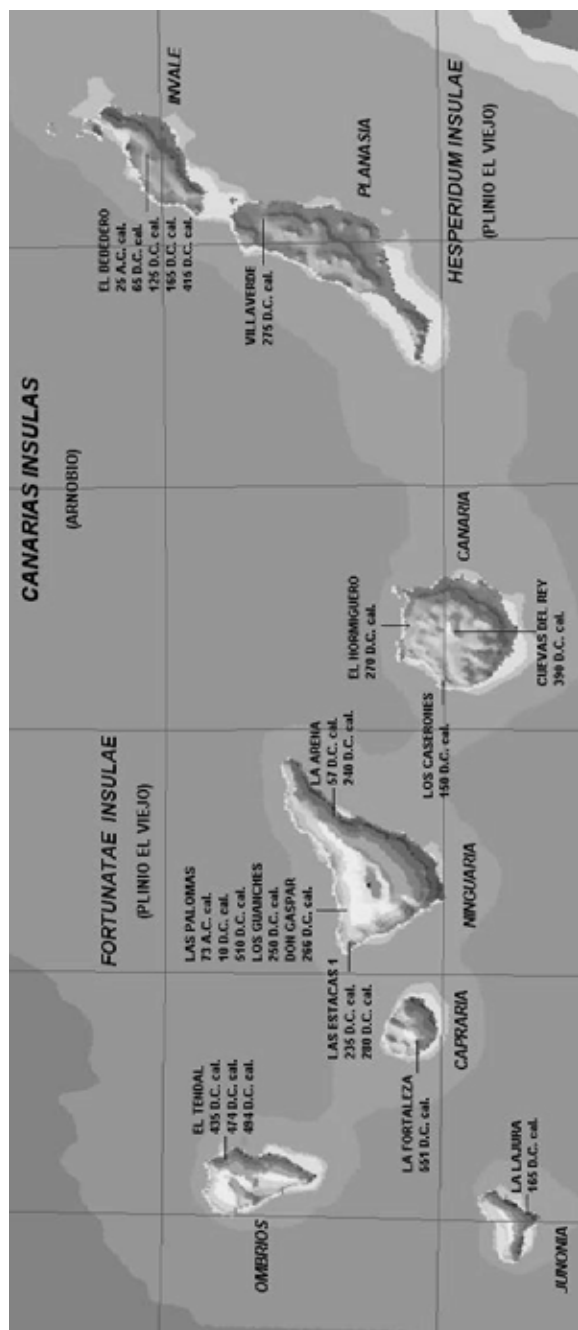 CANARIAS INSULAS
(ARNOBIO)
FORTUNATAE INSULAE
(PLINIO EL VIEJO)
HESPERIDUM INSULAE
(PLINIO EL VIEJO)
EL BEBEDERO
25 A.C. cal.
65 D.C. cal.
125 D.C. cal.
165 D.C. cal.
415 D.C. cal.
INVALE
VILLAVERDE
275 D.C. cal.
PLANASIA
EL HORMIGUERO
270 D.C. cal.
CANARIA
LOS CASERONES
150 D.C. cal.
CUEVAS DEL REY
390 D.C. cal.
LA ARENA
57 D.C. cal.
240 D.C. cal.
LAS PALOMAS
73 A.C. cal.
10 D.C. cal.
510 D.C. cal.
LOS GUANCHES
250 D.C. cal.
DON GASPAR
266 D.C. cal.
LAS ESTACAS 1
235 D.C. cal.
280 D.C. cal.
NINGUARIA
CAPRARIA
LA FORTALEZA
551 D.C. cal.
EL TENDAL
435 D.C. cal.
474 D.C. cal.
494 D.C. cal.
OMBRIOS
LA LAJURA
165 D.C. cal.
JUNONIA